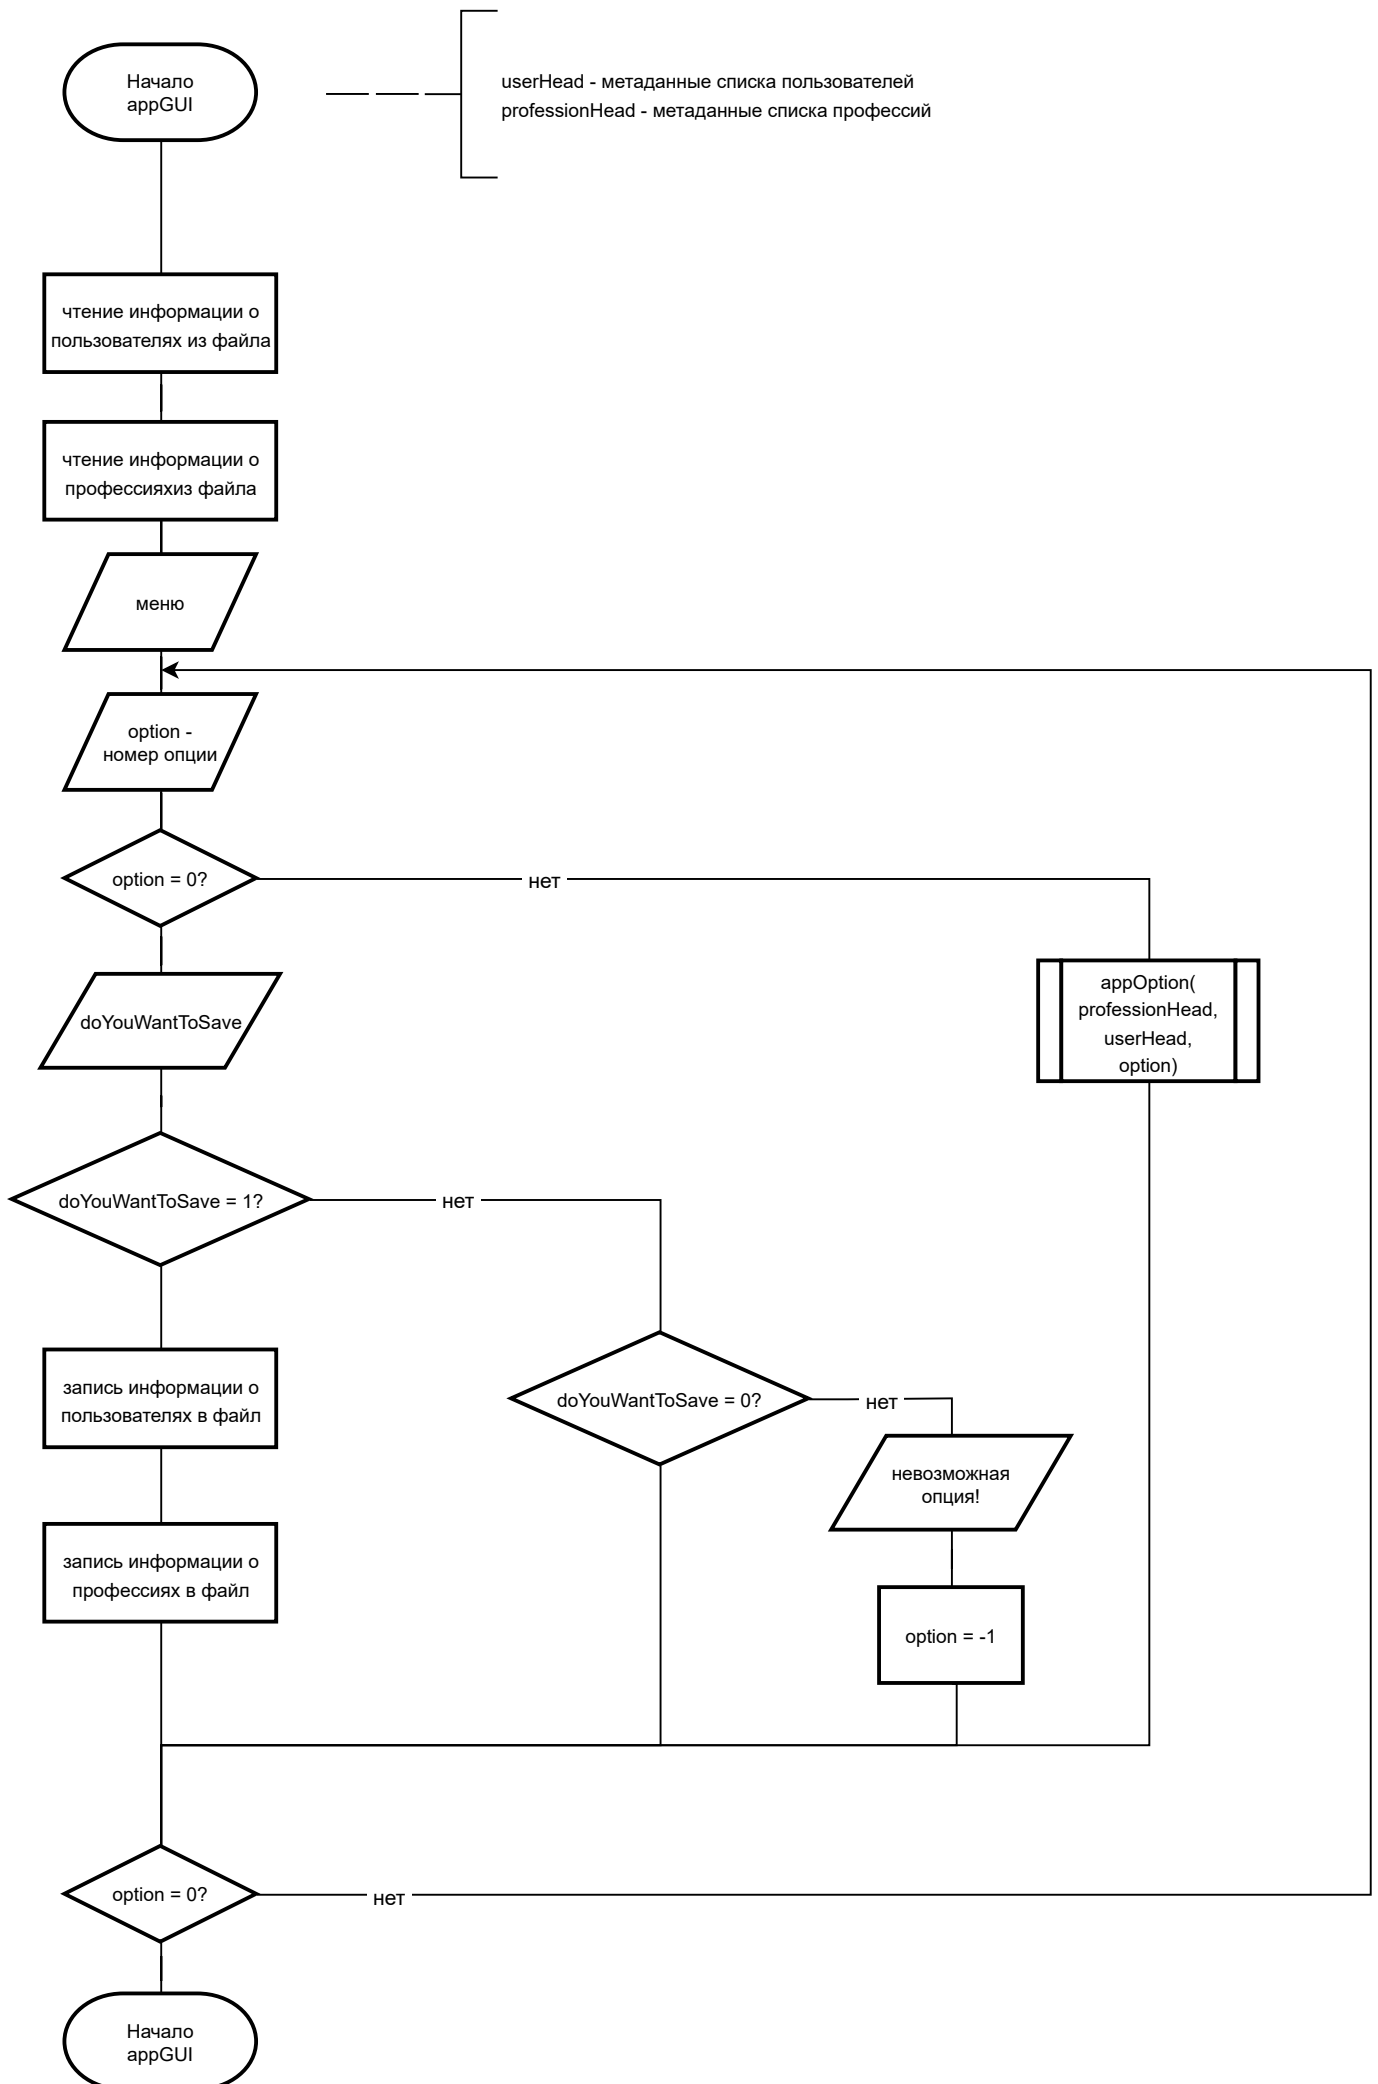 Начало
appGUI
userHead - метаданные списка пользователей
professionHead - метаданные списка профессий
чтение информации о
пользователях из файла
чтение информации о
профессияхиз файла
меню
option -
номер опции
option = 0?
нет
doYouWantToSave
appOption(
professionHead,
userHead,
option)
doYouWantToSave = 1?
нет
doYouWantToSave = 0?
нет
запись информации о
пользователях в файл
невозможная
опция!
запись информации о
профессиях в файл
option = -1
option = 0?
нет
Начало
appGUI